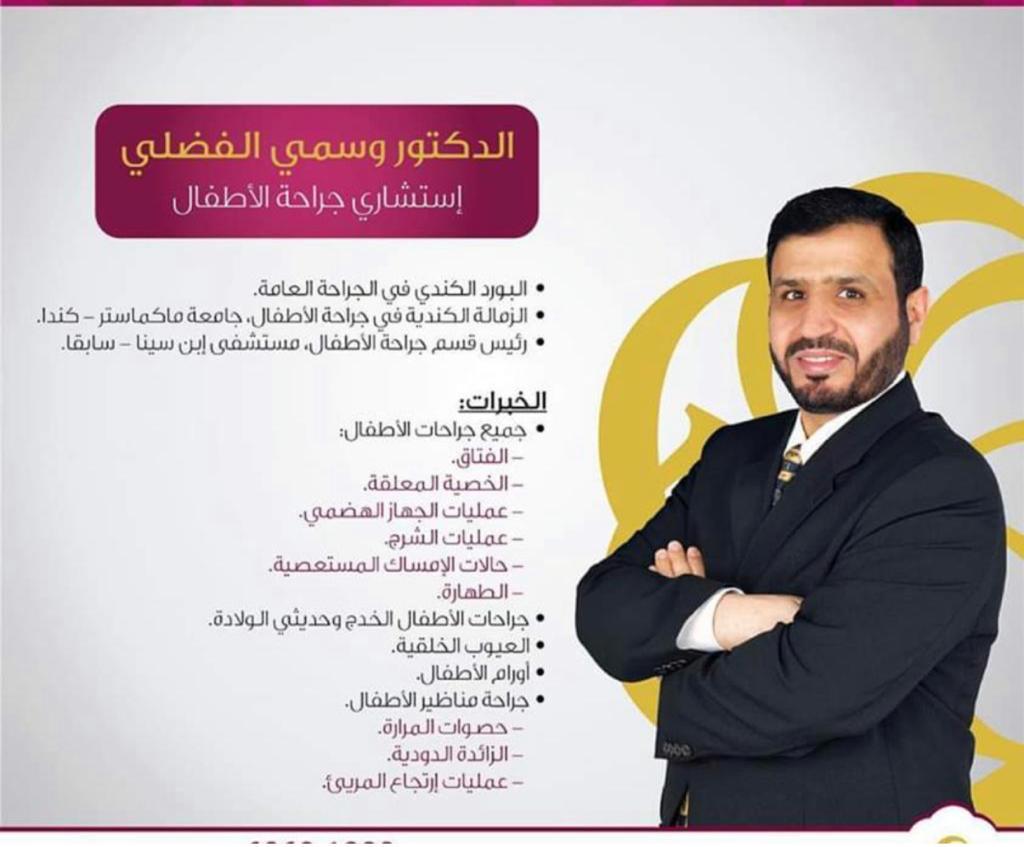 الدكتور وسمي الفضلي
إستشاري جراحة الأطفال
• البورد الكندي في الجراحة العامة.
• الزمالة الكندية في جراحة الأطفال، جامعة ماكماستر – كندا.
• رئيس قسم جراحة الأطفال، مستشفى إبن سينا – سابقا.
الخبرات:
• جميع جراحات الأطفال:
– الفتاق.
– الخصية المعلقة.
– عمليات الجهاز الهضمي.
– عمليات الشرج.
– حالات الإمساك المستعصية.
– الطهارة.
• جراحات الأطفال الخدج وحديثي الولادة.
• العيوب الخلقية.
• أورام الأطفال.
• جراحة مناظير الأطفال.
– حصوات المرارة.
– الزائدة الدودية.
– عمليات إرتجاع المريئ.